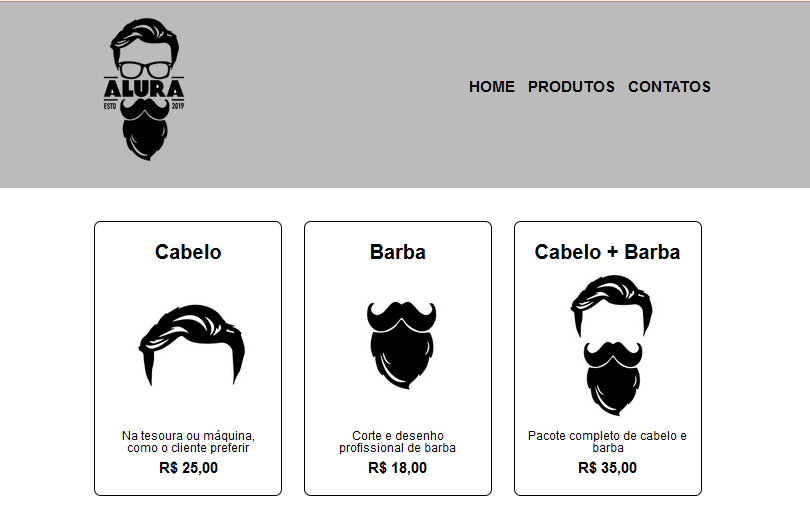 ALURA
ESTD 2019
HOME PRODUTOS CONTATOS
Cabelo
Na tesoura ou máquina,
como o cliente preferir
R$ 25,00
Barba
Corte e desenho
profissional de barba
R$ 18,00
Cabelo + Barba
Pacote completo de cabelo e
barba
R$ 35,00